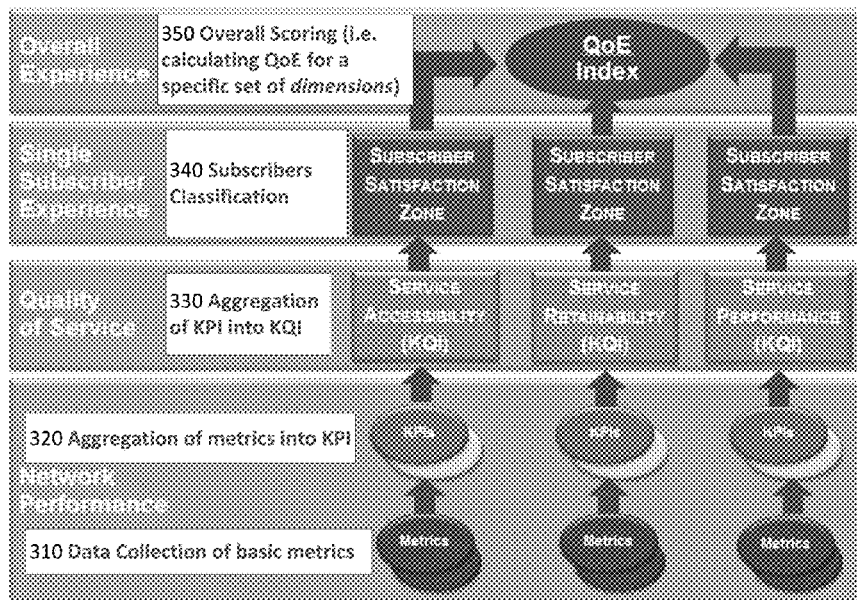 Overall
Experience
350 Overall Scoring (i.e.
calculating QoE for a
specific set of dimensions)
QoE
Index
Single
Subscriber
Experience
340 Subscribers
Classification
SUBSCRIBER
SATISFACTION
ZONE
SUBSCRIBER
SATISFACTION
ZONE
SUBSCRIBER
SATISFACTION
ZONE
Quality
of Service
330 Aggregation
of KPI into KQI
SERVICE
ACCESSIBILITY
(KQI)
SERVICE
RETAINABILITY
(KQI)
SERVICE
PERFORMANCE
(KQI)
320 Aggregation of metrics into KPI
KPIs
KPIs
KPIs
Network
Performance
310 Data Collection of basic metrics
Metrics
Metrics
Metrics